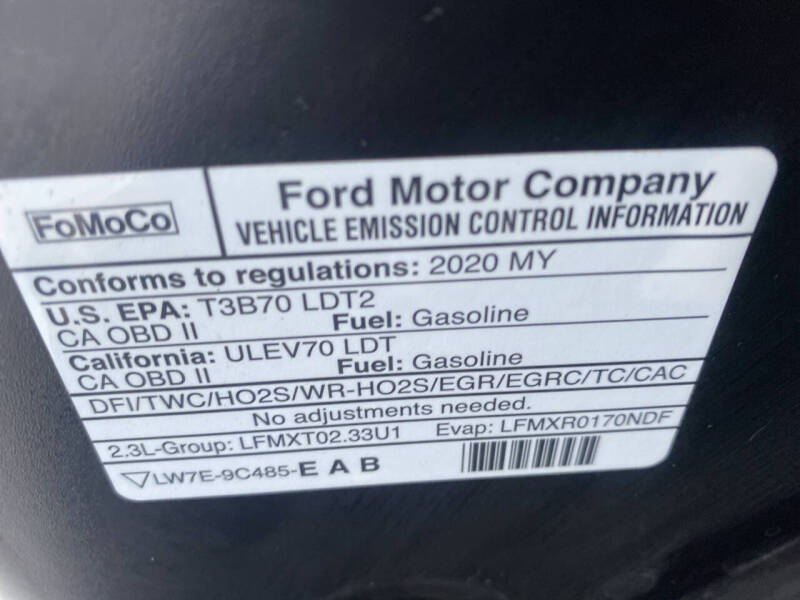 FoMoCo
Ford Motor Company
VEHICLE EMISSION CONTROL INFORMATION
Conforms to regulations: 2020 MY
U.S. EPA: T3B70 LDT2
CA OBD II Fuel: Gasoline
California: ULEV70 LDT
CA OBD II Fuel: Gasoline
DFI/TWC/HO2S/WR-HO2S/EGR/EGRC/TC/CAC
No adjustments needed.
2.3L-Group: LFMXT02.33U1 Evap: LFMXR0170NDF
LW7E-9C485-E A B